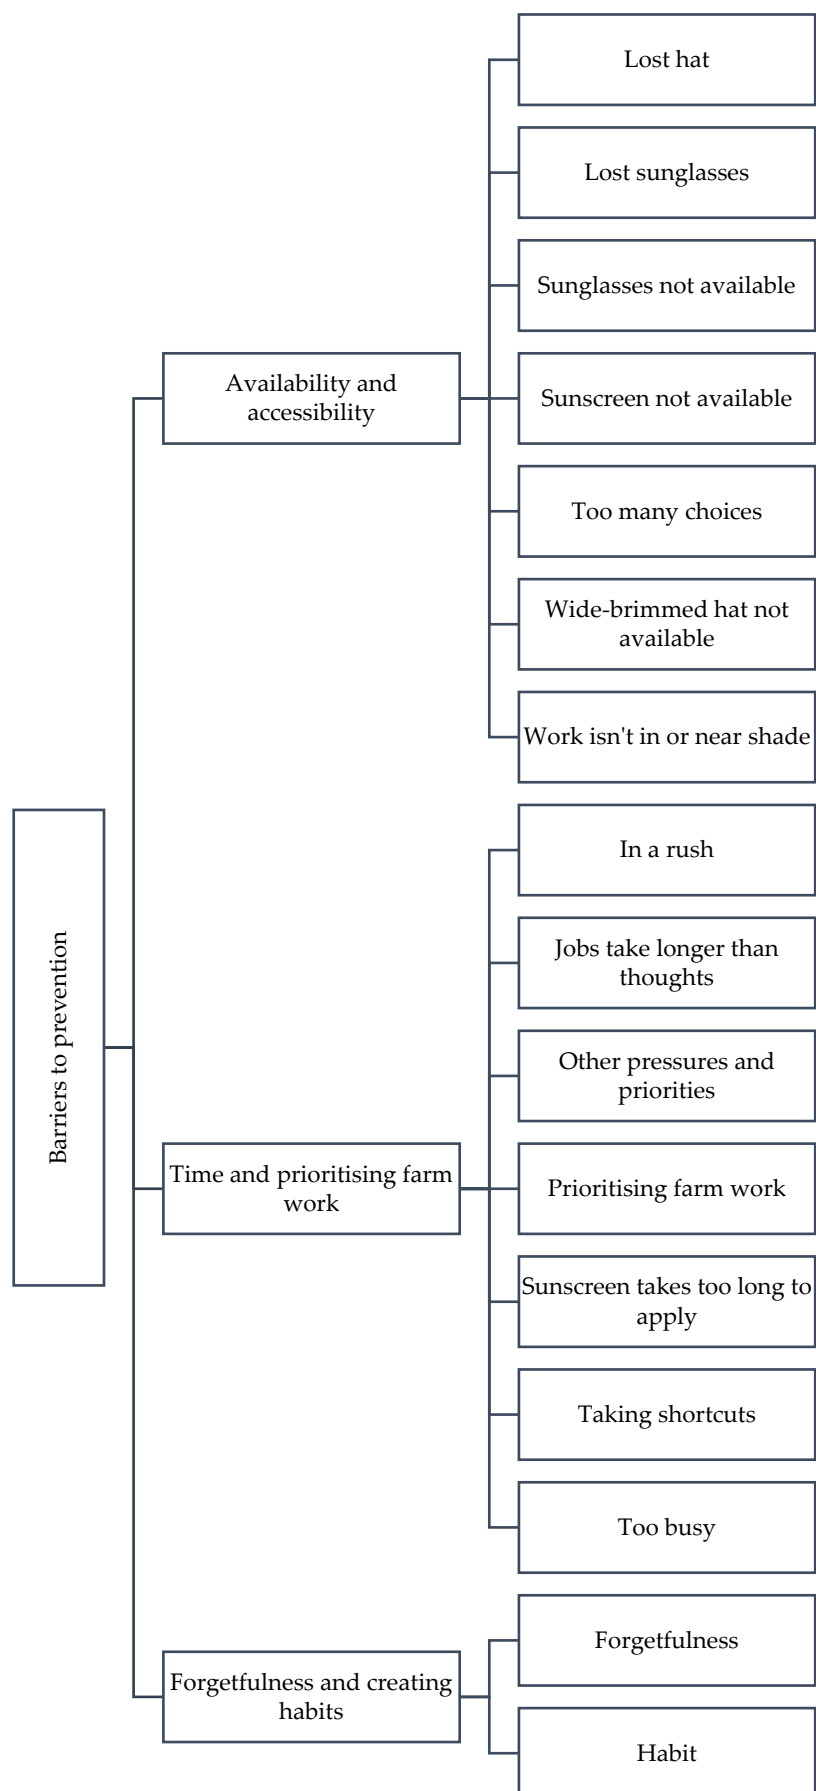 Lost hat
Lost sunglasses
Sunglasses not available
Availability and
accessibility
Sunscreen not available
Too many choices
Wide-brimmed hat not
available
Work isn't in or near shade
Barriers to prevention
In a rush
Jobs take longer than
thoughts
Other pressures and
priorities
Time and prioritising farm
work
Prioritising farm work
Sunscreen takes too long to
apply
Taking shortcuts
Too busy
Forgetfulness and creating
habits
Forgetfulness
Habit